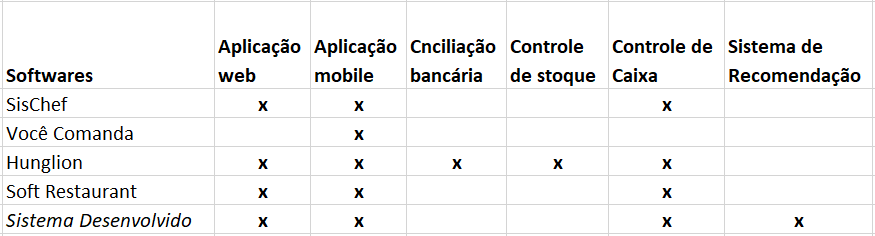 Softwares Aplicação web Aplicação mobile Cnciliação bancária Controle de stoque Controle de Caixa Sistema de Recomendação
SisChef x x x
Você Comanda x
Hunglion x x x x x
Soft Restaurant x x x
Sistema Desenvolvido x x x x